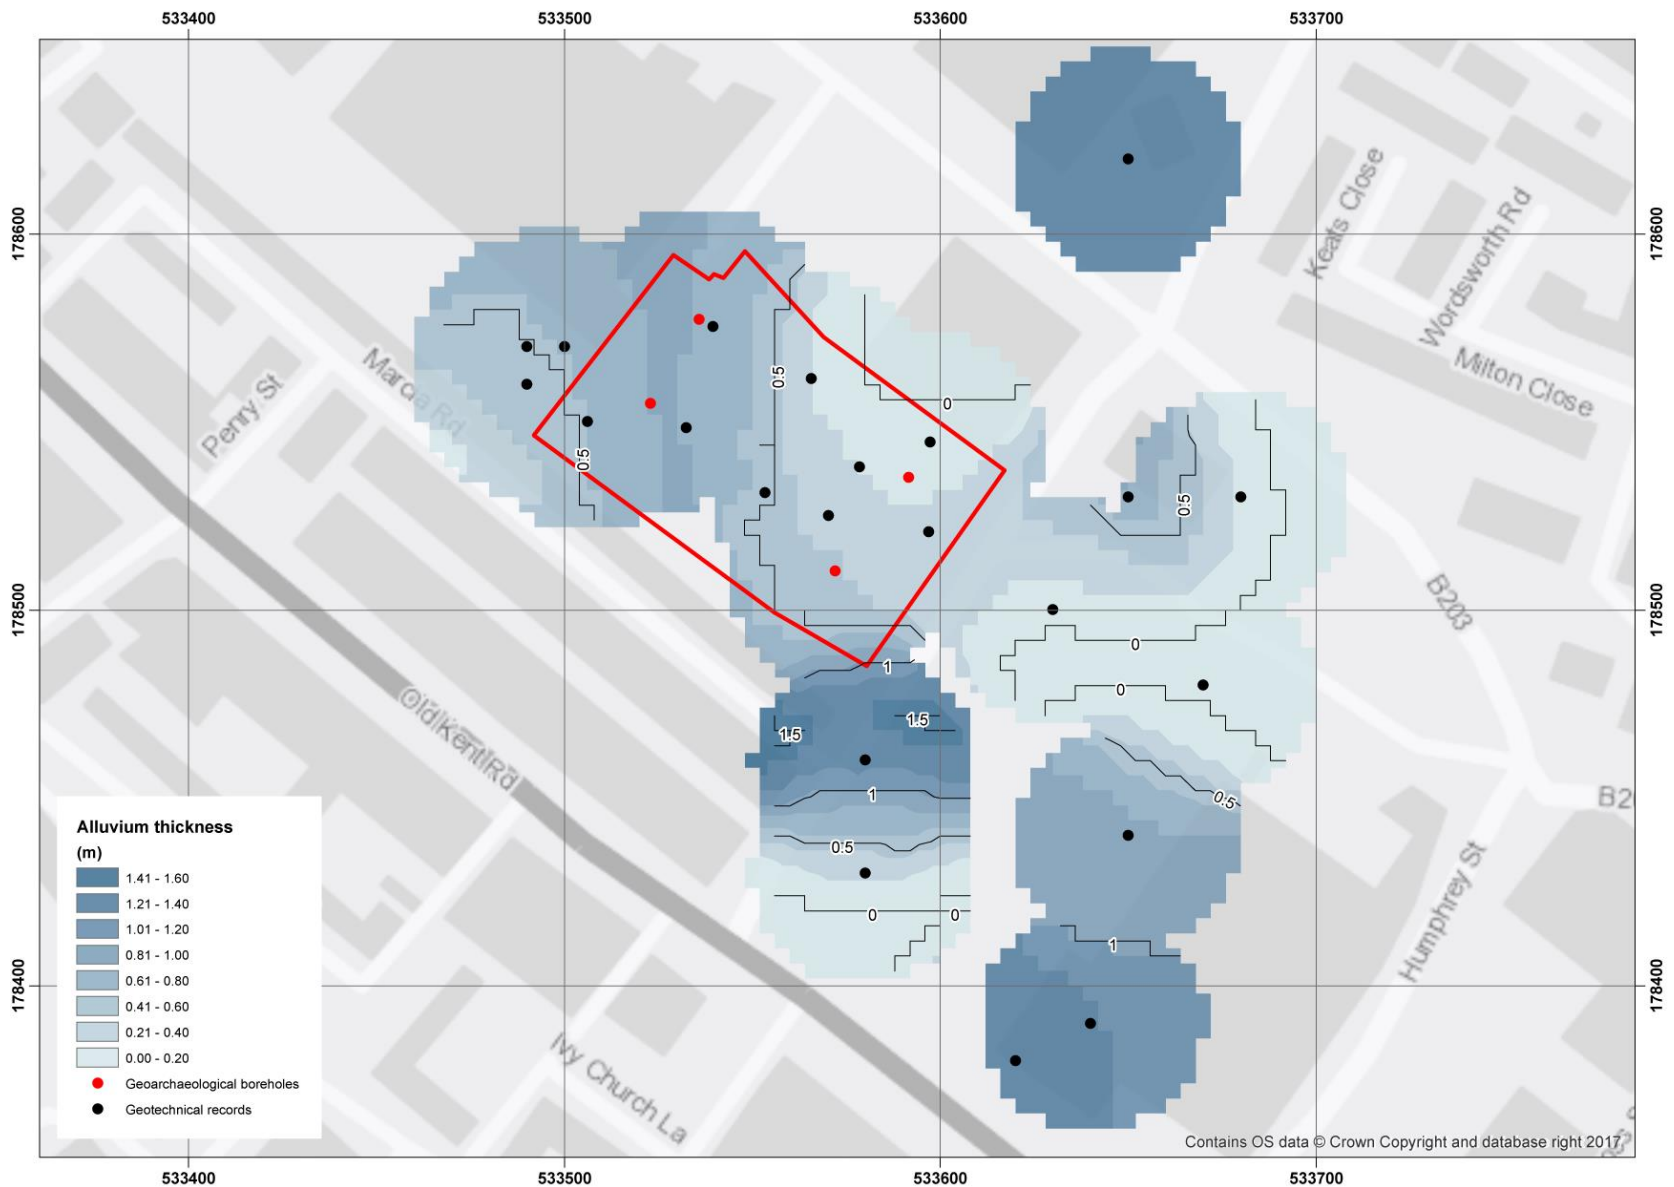 533400 533500 533600 533700
178600 178600
178500 178500
178400 178400
Keats Close
Wordsworth Rd
Milton Close
Penry St
Marcia Rd
B203
Old Kent Rd
Humphrey St
Ivy Church La
0.5
0.5
0
0.5
0
0
1
1.5
1.5
1
0.5
0.5
0
0
1
Alluvium thickness
(m)
1.41 - 1.60
1.21 - 1.40
1.01 - 1.20
0.81 - 1.00
0.61 - 0.80
0.41 - 0.60
0.21 - 0.40
0.00 - 0.20
Geoarchaeological boreholes
Geotechnical records
Contains OS data © Crown Copyright and database right 2017
533400 533500 533600 533700